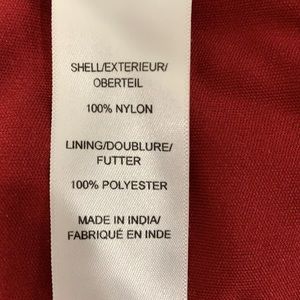 SHELL/EXTERIEUR/
OBERTEIL
100% NYLON
LINING/DOUBLURE/
FUTTER
100% POLYESTER
MADE IN INDIA/
FABRIQUÉ EN INDE